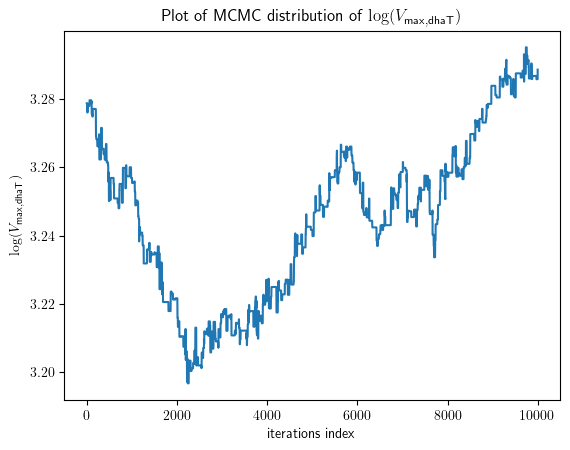 Plot of MCMC distribution of log(V_max,dhaT)
log(V_max,dhaT)
3.28
3.26
3.24
3.22
3.20
0 2000 4000 6000 8000 10000
iterations index